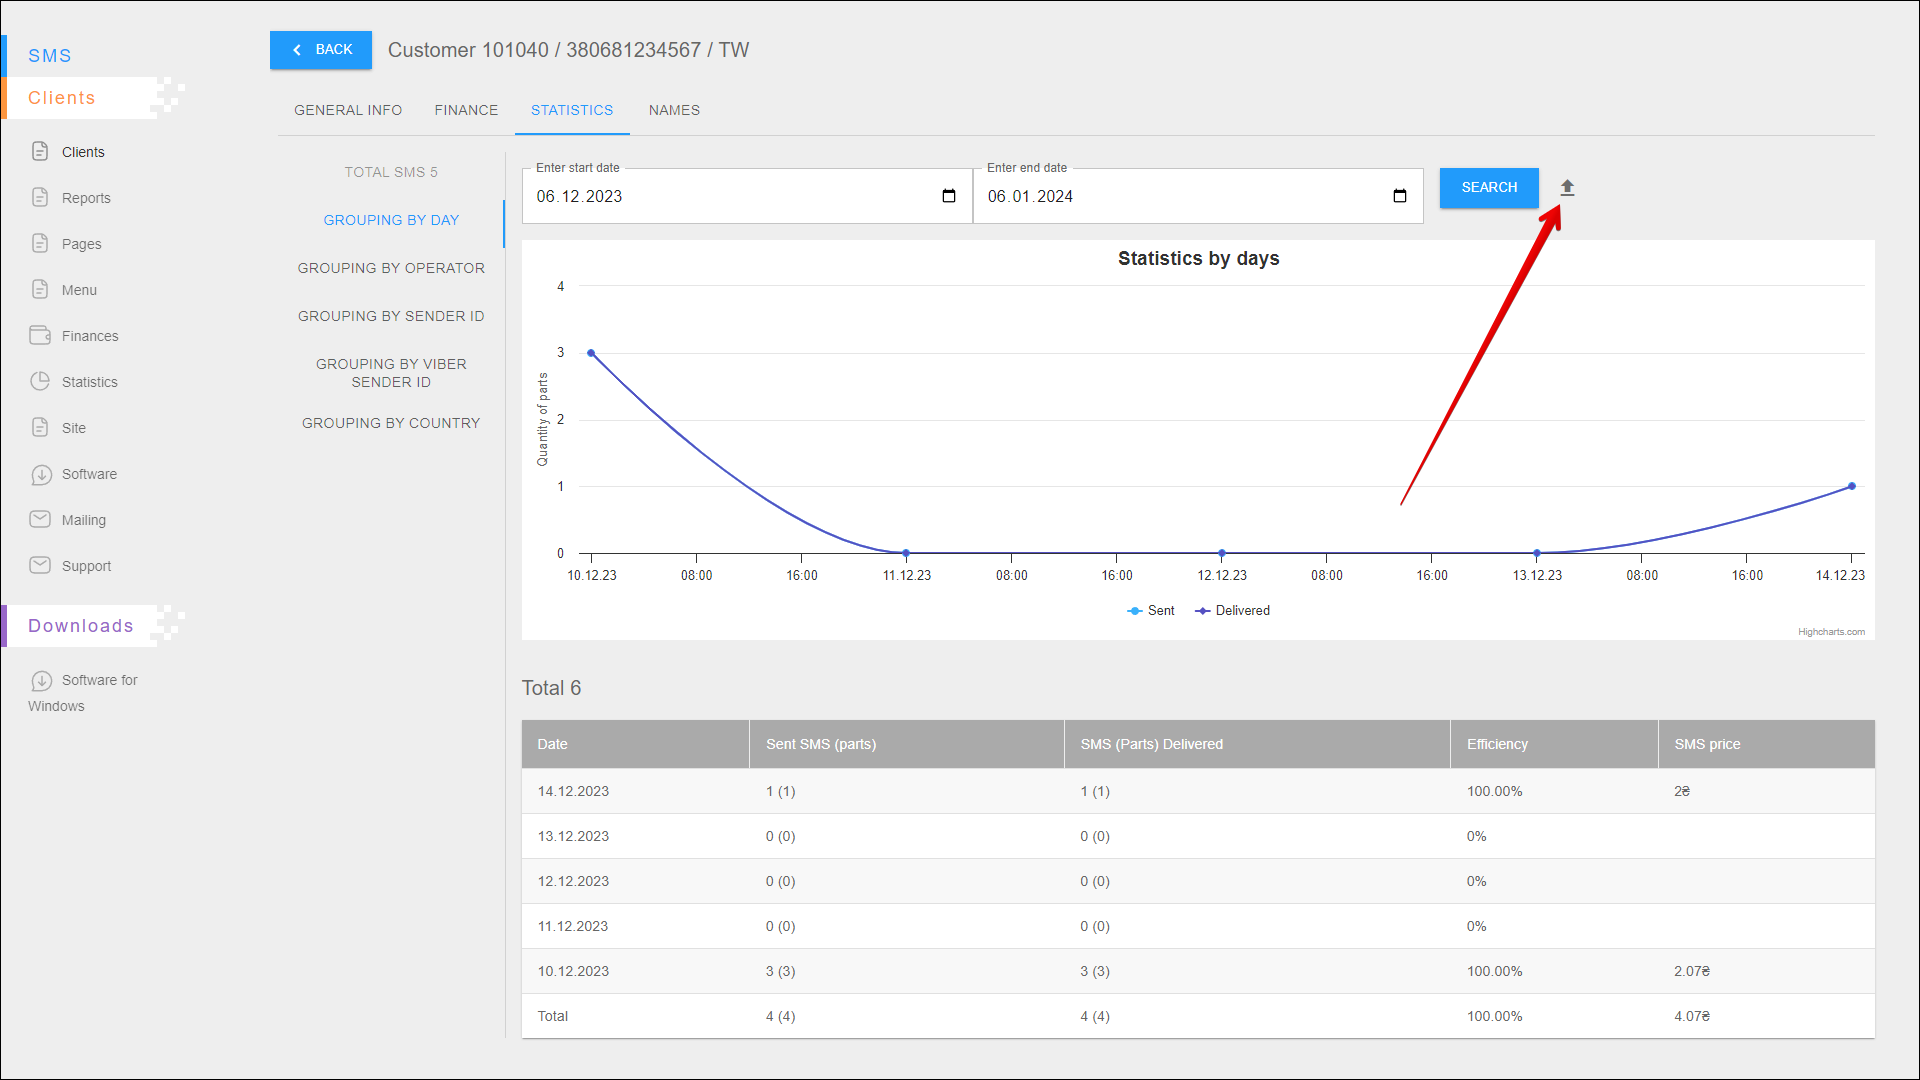 SMS
Clients
Clients
Reports
Pages
Menu
Finances
Statistics
Site
Software
Mailing
Support
Downloads
Software for
Windows
BACK
Customer 101040 / 380681234567 / TW
GENERAL INFO
FINANCE
STATISTICS
NAMES
TOTAL SMS 5
GROUPING BY DAY
GROUPING BY OPERATOR
GROUPING BY SENDER ID
GROUPING BY VIBER
SENDER ID
GROUPING BY COUNTRY
Enter start date
06.12.2023
Enter end date
06.01.2024
SEARCH
Statistics by days
Quantity of parts
4
3
2
1
0
10.12.23 08:00 16:00 11.12.23 08:00 16:00 12.12.23 08:00 16:00 13.12.23 08:00 16:00 14.12.23
Sent Delivered
Highcharts.com
Total 6
Date Sent SMS (parts) SMS (Parts) Delivered Efficiency SMS price
14.12.2023 1 (1) 1 (1) 100.00% 2₴
13.12.2023 0 (0) 0 (0) 0%
12.12.2023 0 (0) 0 (0) 0%
11.12.2023 0 (0) 0 (0) 0%
10.12.2023 3 (3) 3 (3) 100.00% 2.07₴
Total 4 (4) 4 (4) 100.00% 4.07₴